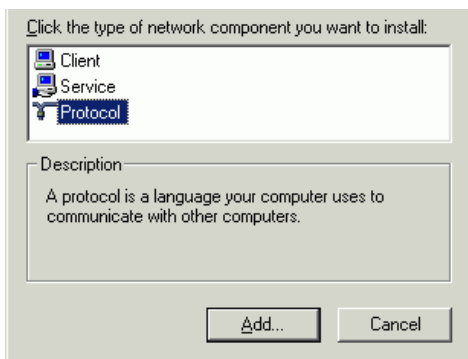 Click the type of network component you want to install:
Client
Service
Protocol
Description
A protocol is a language your computer uses to
communicate with other computers.
Add...
Cancel